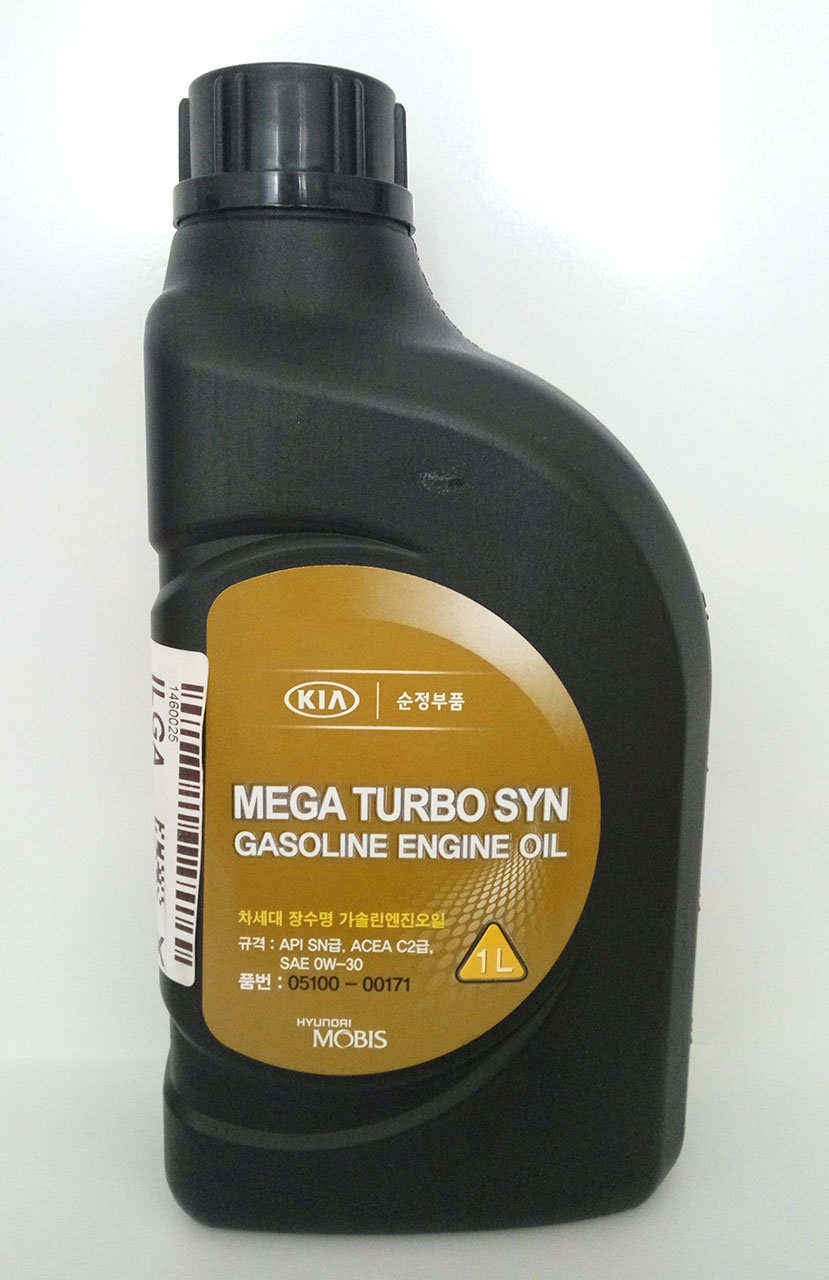 KIA 순정부품
MEGA TURBO SYN
GASOLINE ENGINE OIL
차세대 장수명 가솔린엔진오일
규격 : API SN급, ACEA C2급,
SAE 0W-30
품번 : 05100 - 00171
1 L
HYUNDAI
MOBIS
1460025